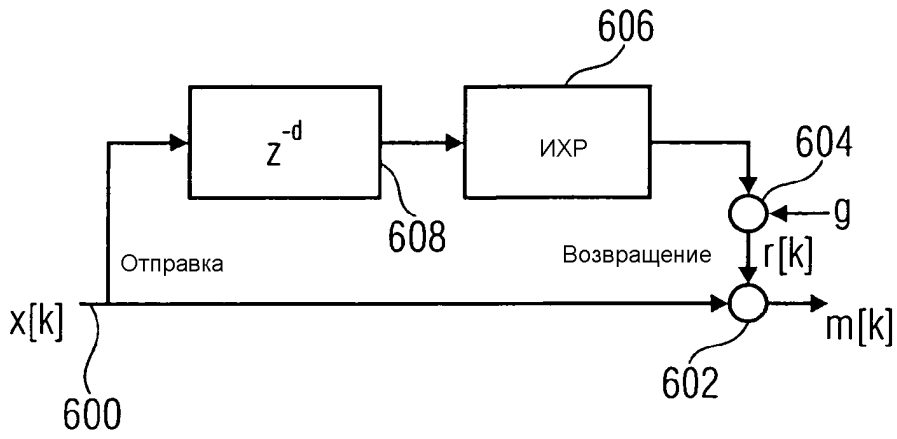 606
z^-d
ИХР
604
g
608
Отправка
Возвращение
r[k]
x[k]
m[k]
600
602